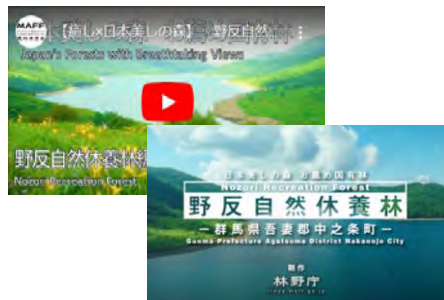 MAFF
【癒し×日本美しの森】 野反自然
Japan's Forests with Breathtaking Views
野反自然休養林
Nozori Recreation Forest
日本美しの森 お薦め国有林
Nozori Recreation Forest
野反自然休養林
ー群馬県吾妻郡中之条町ー
Gunma Prefecture Agatsuma District Nakanojo City
制作
林野庁